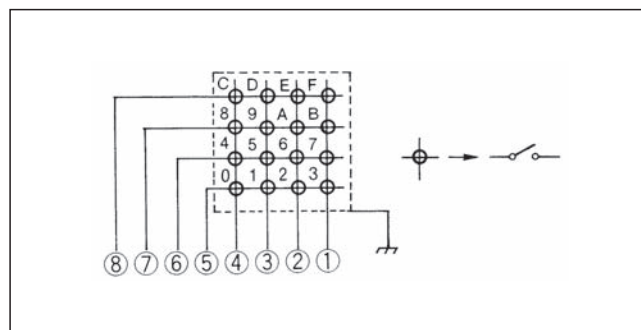 C D E F
8 9 A B
4 5 6 7
0 1 2 3
⑧ ⑦ ⑥ ⑤ ④ ③ ② ①